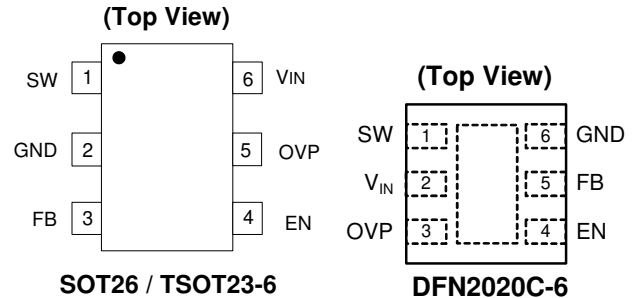 (Top View)
SW 1 6 VIN
GND 2 5 OVP
FB 3 4 EN
SOT26 / TSOT23-6
(Top View)
SW 1 6 GND
VIN 2 5 FB
OVP 3 4 EN
DFN2020C-6